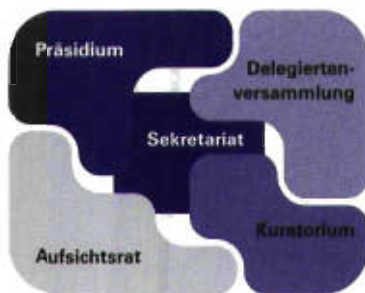 Präsidium
Delegierten-
versammlung
Sekretariat
Kuratorium
Aufsichtsrat